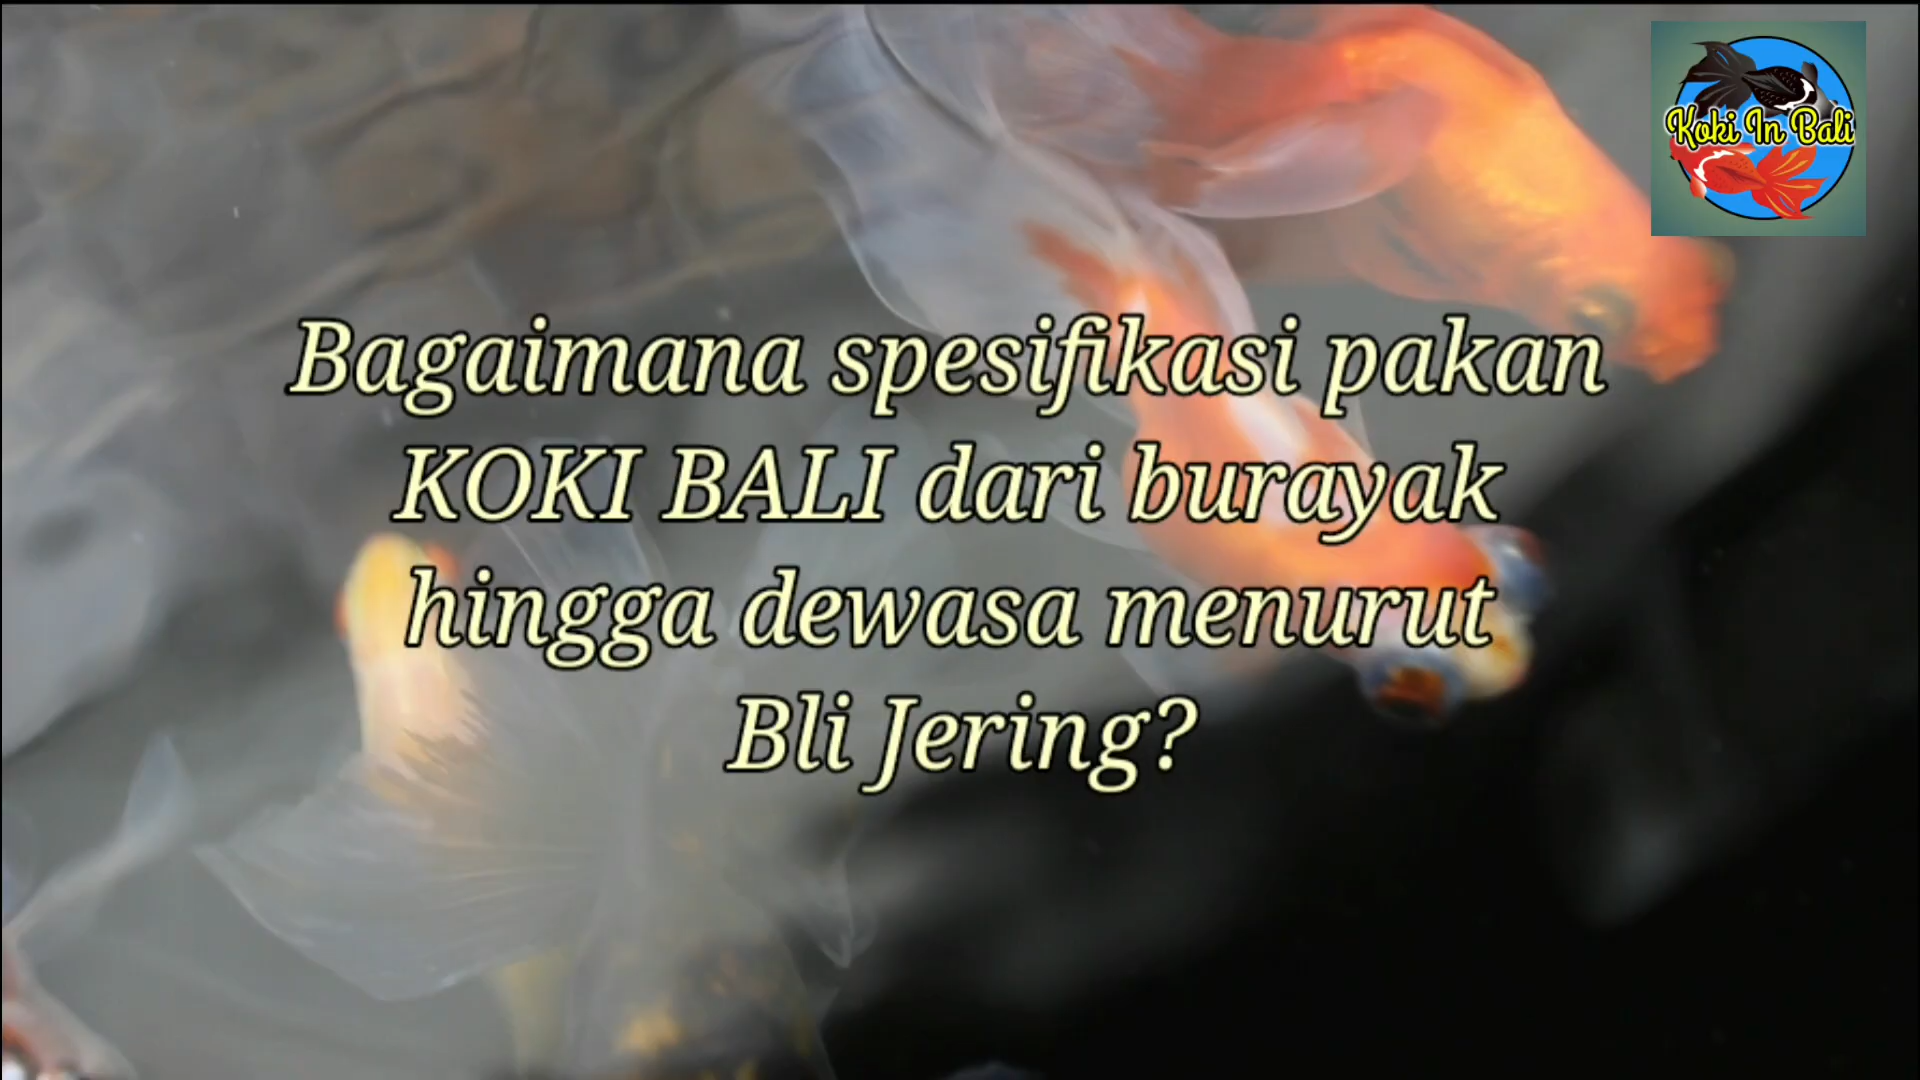 Koki In Bali
Bagaimana spesifikasi pakan
KOKI BALI dari burayak
hingga dewasa menurut
Bli Jering?